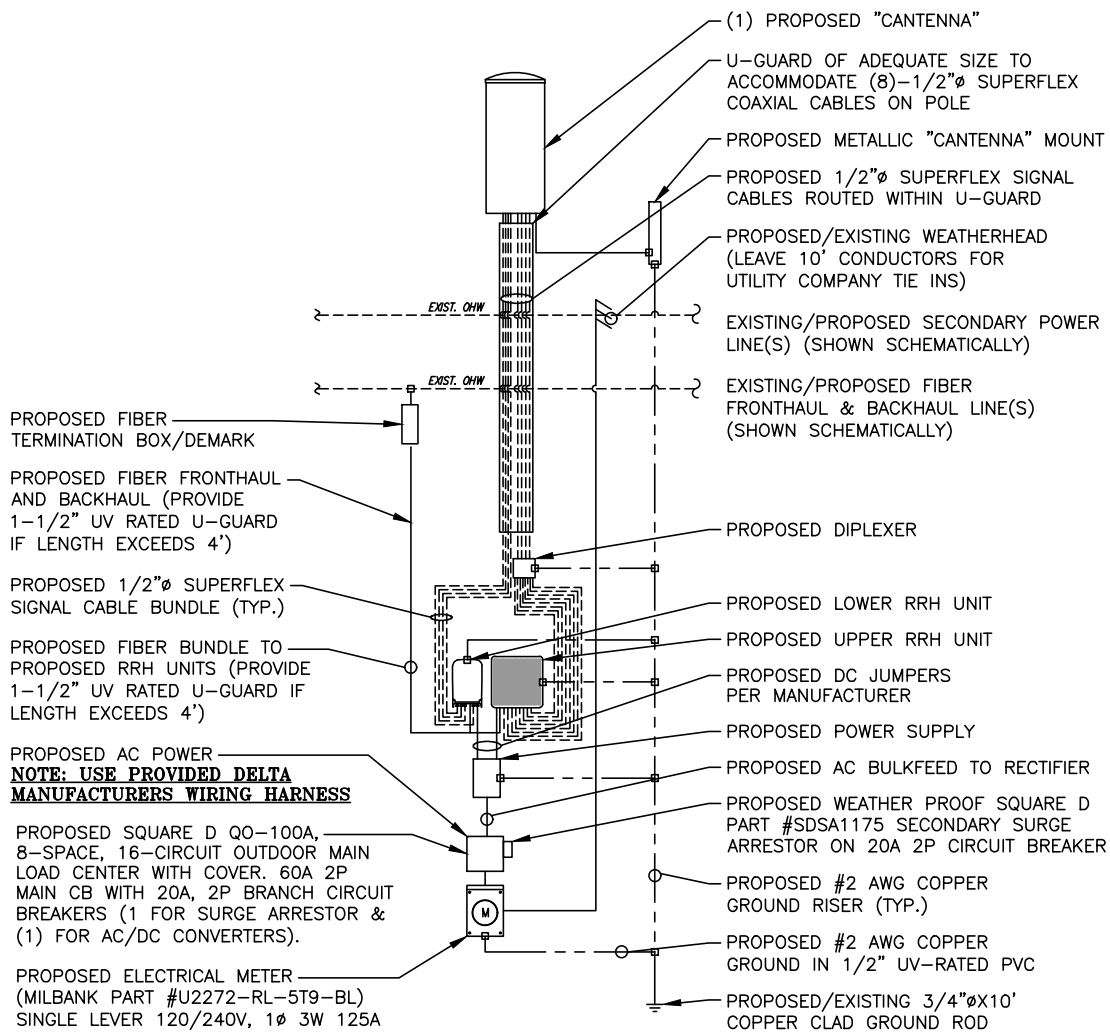 (1) PROPOSED "CANTENNA"
U-GUARD OF ADEQUATE SIZE TO
ACCOMMODATE (8)-1/2"ø SUPERFLEX
COAXIAL CABLES ON POLE
PROPOSED METALLIC "CANTENNA" MOUNT
PROPOSED 1/2"ø SUPERFLEX SIGNAL
CABLES ROUTED WITHIN U-GUARD
PROPOSED/EXISTING WEATHERHEAD
(LEAVE 10' CONDUCTORS FOR
UTILITY COMPANY TIE INS)
EXIST. OHW
EXISTING/PROPOSED SECONDARY POWER
LINE(S) (SHOWN SCHEMATICALLY)
EXIST. OHW
EXISTING/PROPOSED FIBER
FRONTHAUL & BACKHAUL LINE(S)
(SHOWN SCHEMATICALLY)
PROPOSED FIBER
TERMINATION BOX/DEMARK
PROPOSED FIBER FRONTHAUL
AND BACKHAUL (PROVIDE
1-1/2" UV RATED U-GUARD
IF LENGTH EXCEEDS 4')
PROPOSED 1/2"ø SUPERFLEX
SIGNAL CABLE BUNDLE (TYP.)
PROPOSED FIBER BUNDLE TO
PROPOSED RRH UNITS (PROVIDE
1-1/2" UV RATED U-GUARD IF
LENGTH EXCEEDS 4')
PROPOSED AC POWER
NOTE: USE PROVIDED DELTA
MANUFACTURERS WIRING HARNESS
PROPOSED SQUARE D QO-100A,
8-SPACE, 16-CIRCUIT OUTDOOR MAIN
LOAD CENTER WITH COVER. 60A 2P
MAIN CB WITH 20A, 2P BRANCH CIRCUIT
BREAKERS (1 FOR SURGE ARRESTOR &
(1) FOR AC/DC CONVERTERS).
PROPOSED ELECTRICAL METER
(MILBANK PART #U2272-RL-5T9-BL)
SINGLE LEVER 120/240V, 1ø 3W 125A
M
PROPOSED DIPLEXER
PROPOSED LOWER RRH UNIT
PROPOSED UPPER RRH UNIT
PROPOSED DC JUMPERS
PER MANUFACTURER
PROPOSED POWER SUPPLY
PROPOSED AC BULKFEED TO RECTIFIER
PROPOSED WEATHER PROOF SQUARE D
PART #SDSA1175 SECONDARY SURGE
ARRESTOR ON 20A 2P CIRCUIT BREAKER
PROPOSED #2 AWG COPPER
GROUND RISER (TYP.)
PROPOSED #2 AWG COPPER
GROUND IN 1/2" UV-RATED PVC
PROPOSED/EXISTING 3/4"øX10'
COPPER CLAD GROUND ROD